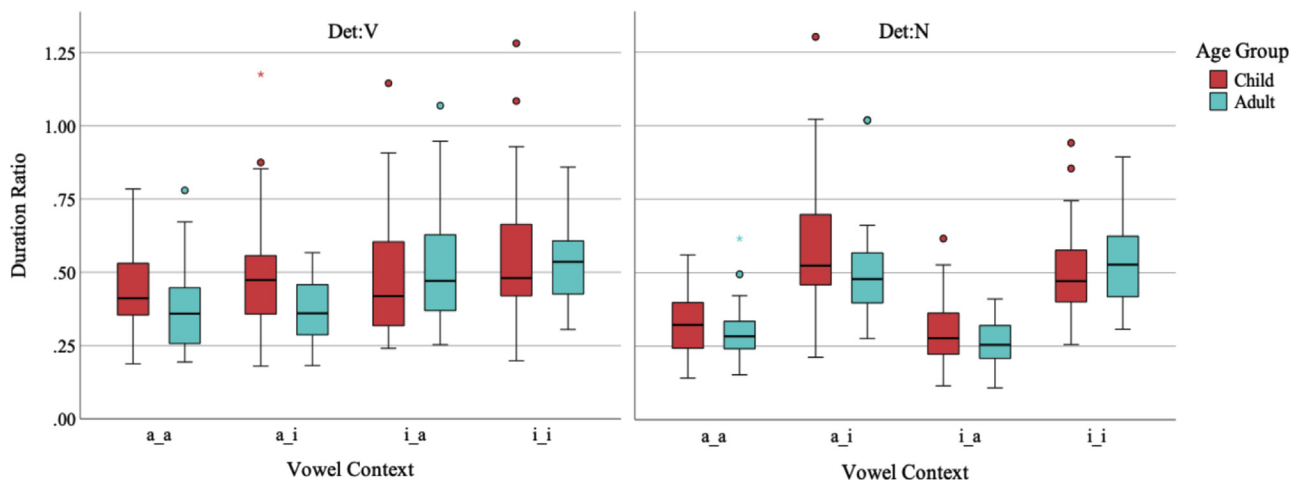 Det:V
Det:N
Age Group
Child
Adult
Duration Ratio
1.25
1.00
.75
.50
.25
.00
a_a
a_i
i_a
i_i
a_a
a_i
i_a
i_i
Vowel Context
Vowel Context